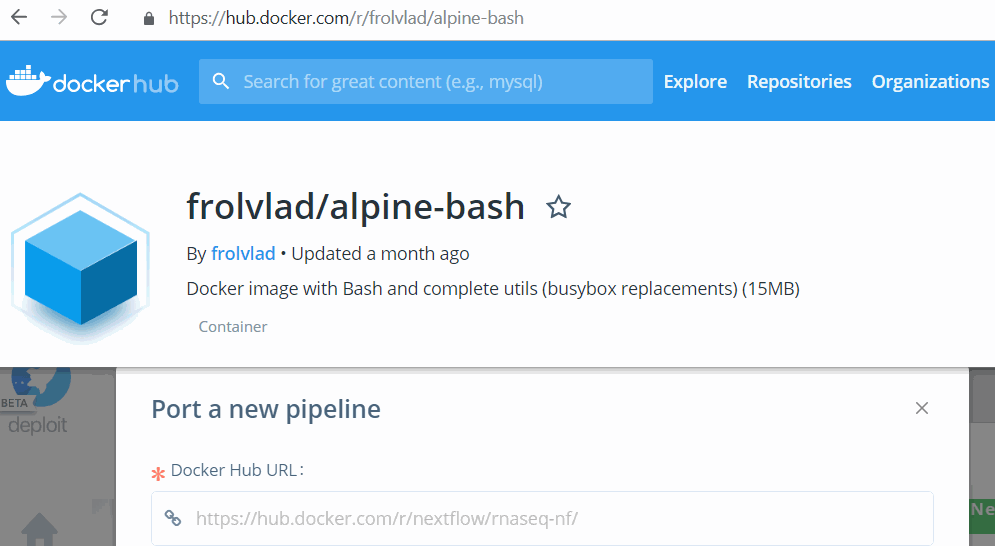 https://hub.docker.com/r/frolvlad/alpine-bash
dockerhub Search for great content (e.g., mysql) Explore Repositories Organizations
frolvlad/alpine-bash
By frolvlad • Updated a month ago
Docker image with Bash and complete utils (busybox replacements) (15MB)
Container
BETA
deploit
Port a new pipeline
* Docker Hub URL:
https://hub.docker.com/r/nextflow/rnaseq-nf/
Ne